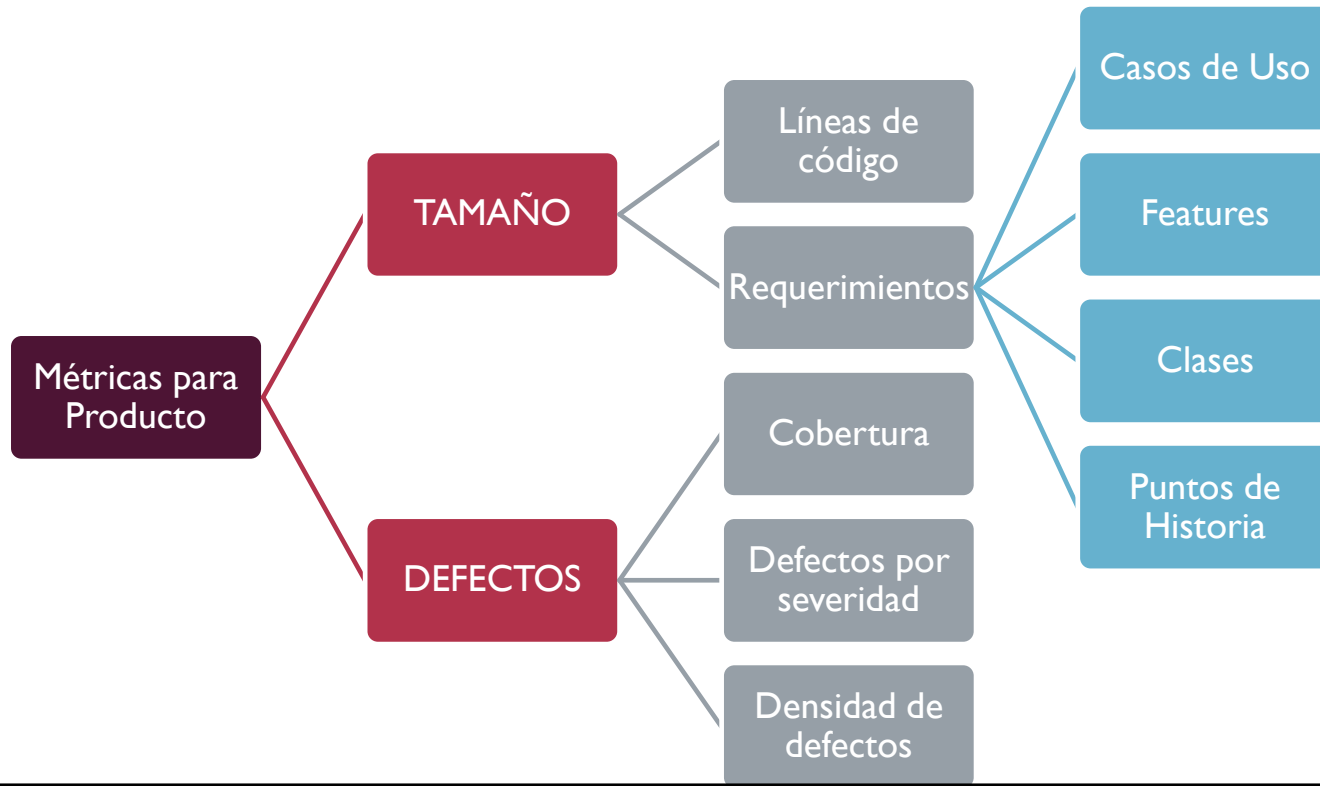 Métricas para
Producto
TAMAÑO
DEFECTOS
Líneas de
código
Requerimientos
Cobertura
Defectos por
severidad
Densidad de
defectos
Casos de Uso
Features
Clases
Puntos de
Historia